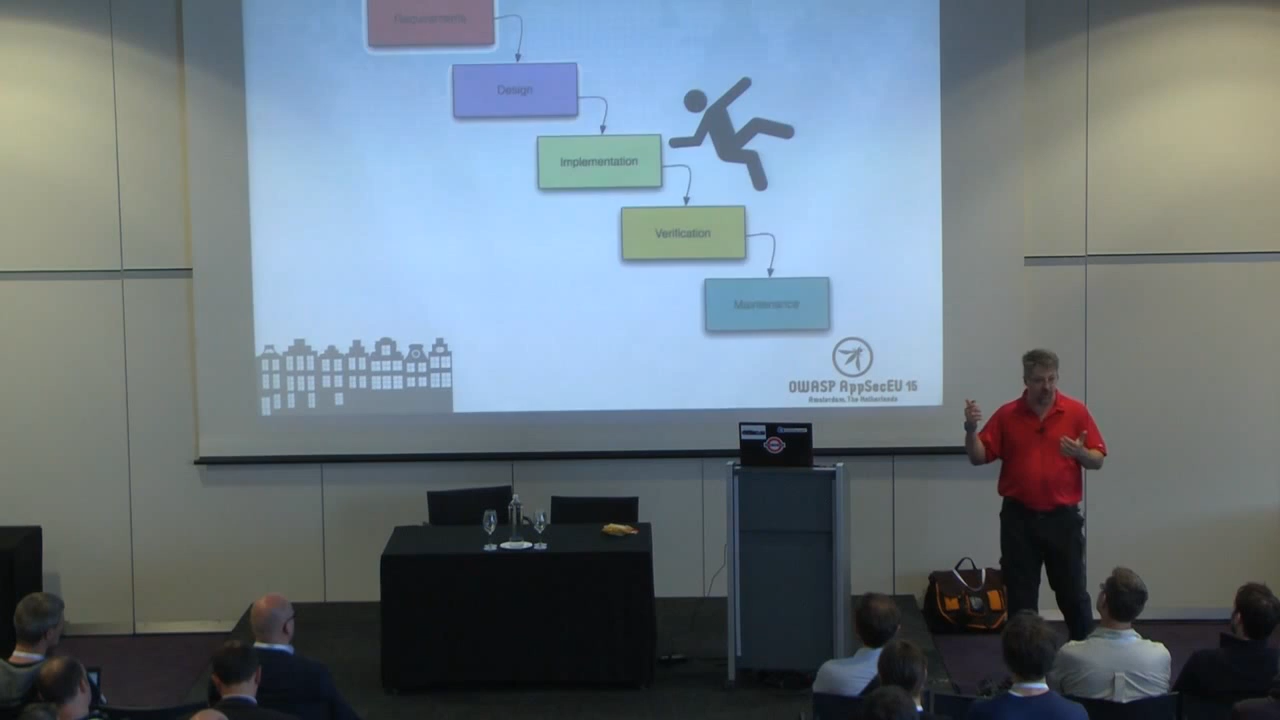 Requirements
Design
Implementation
Verification
Maintenance
OWASP AppSecEU 15
Amsterdam, The Netherlands